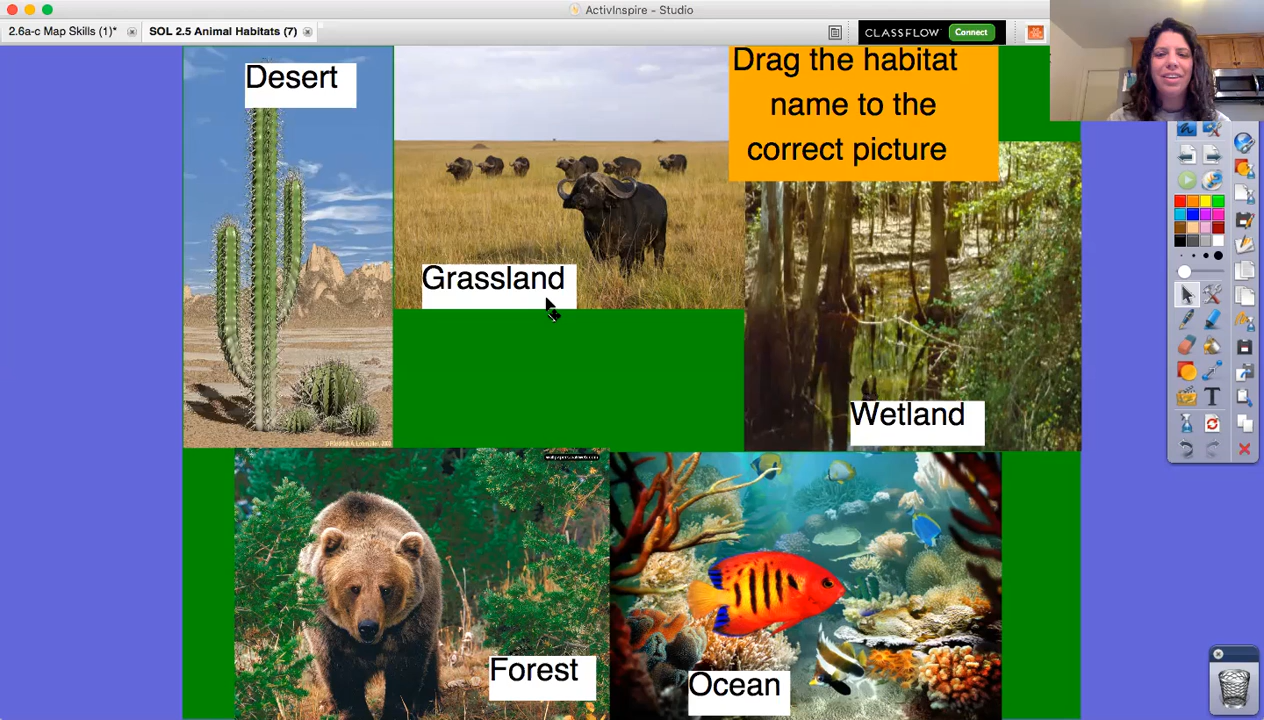 ActivInspire - Studio
2.6a-c Map Skills (1)*
SOL 2.5 Animal Habitats (7)
CLASSFLOW
Connect
Desert
Drag the habitat
name to the
correct picture
Grassland
Wetland
Forest
Ocean